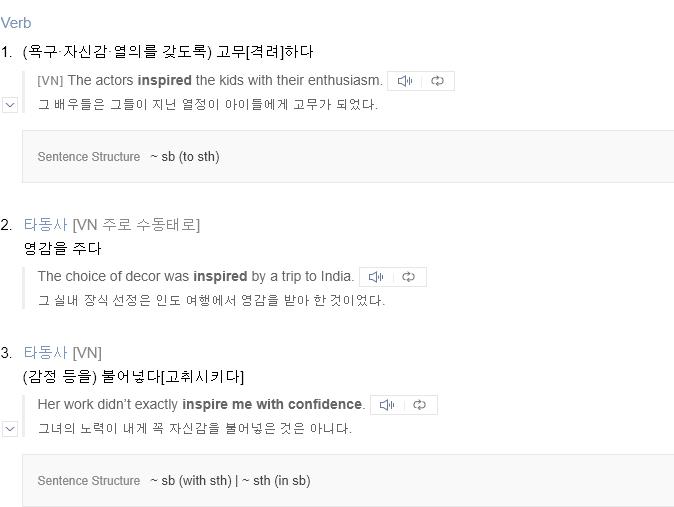 Verb
1. (욕구·자신감·열의를 갖도록) 고무[격려]하다
[VN] The actors inspired the kids with their enthusiasm.
그 배우들은 그들이 지닌 열정이 아이들에게 고무가 되었다.
Sentence Structure ~ sb (to sth)
2. 타동사 [VN 주로 수동태로]
영감을 주다
The choice of decor was inspired by a trip to India.
그 실내 장식 선정은 인도 여행에서 영감을 받아 한 것이었다.
3. 타동사 [VN]
(감정 등을) 불어넣다[고취시키다]
Her work didn’t exactly inspire me with confidence.
그녀의 노력이 내게 꼭 자신감을 불어넣은 것은 아니다.
Sentence Structure ~ sb (with sth) | ~ sth (in sb)